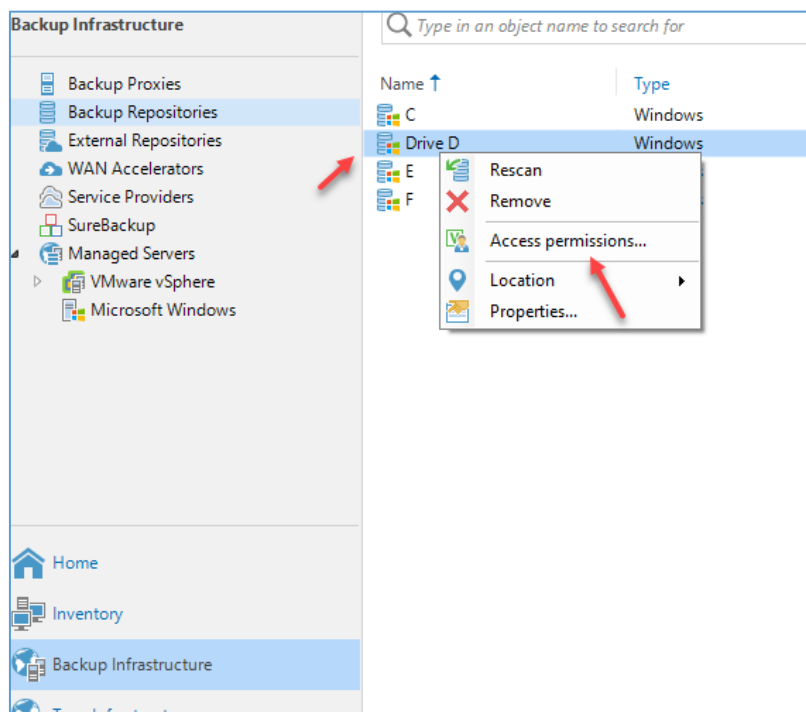 Backup Infrastructure
Type in an object name to search for
Backup Proxies
Backup Repositories
External Repositories
WAN Accelerators
Service Providers
SureBackup
Managed Servers
VMware vSphere
Microsoft Windows
Name Type
C Windows
Drive D Windows
E
F
Rescan
Remove
Access permissions...
Location
Properties...
Home
Inventory
Backup Infrastructure